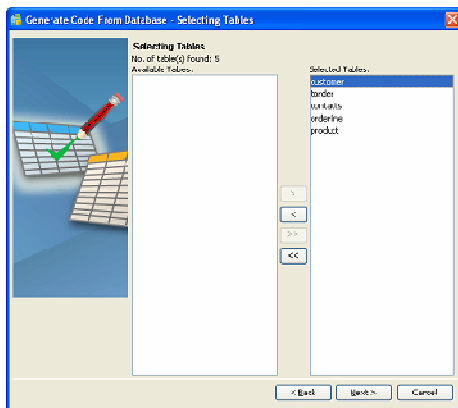 Generate Code From Database - Selecting Tables
Selecting Tables
No. of table(s) found: 5
Available Tables:
Selected Tables:
customer
contacts
orderline
product
<
>>
<<
< Back
Next >
Cancel